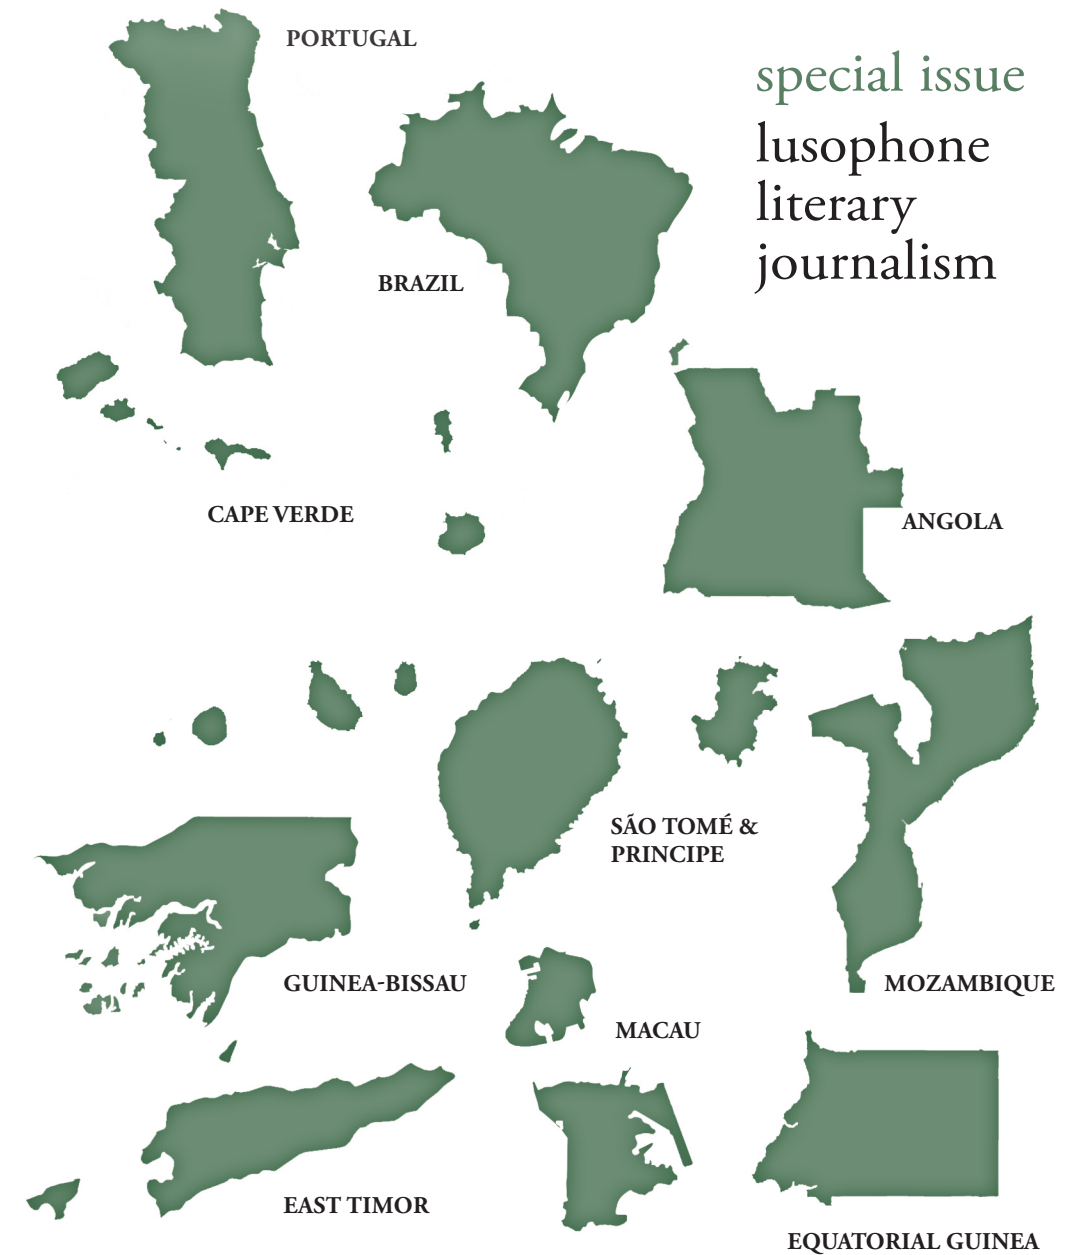 PORTUGAL
special issue
lusophone
literary
journalism
BRAZIL
CAPE VERDE
ANGOLA
SÃO TOMÉ &
PRINCIPE
GUINEA-BISSAU
MOZAMBIQUE
MACAU
EAST TIMOR
EQUATORIAL GUINEA